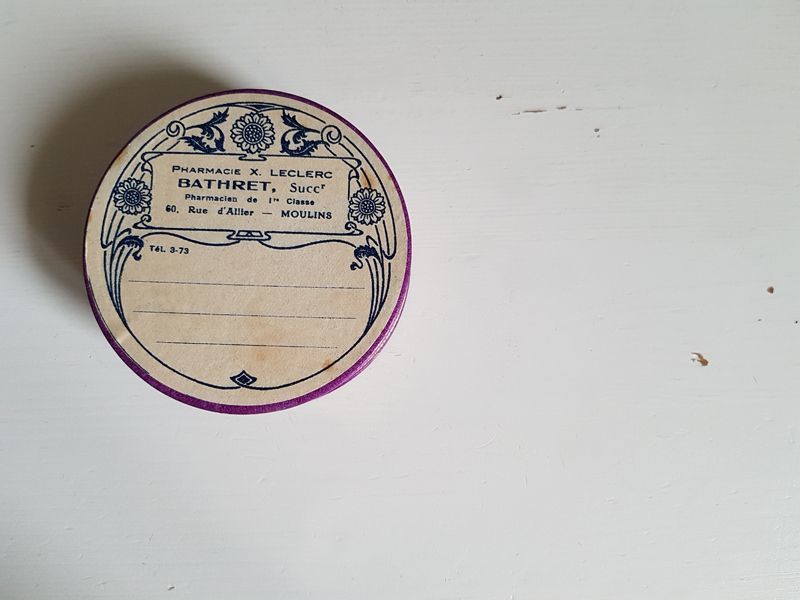 PHARMACIE X. LECLERC
BATHRET, Succr
Pharmacien de 1re Classe
60, Rue d'Allier — MOULINS
TéL. 3-73